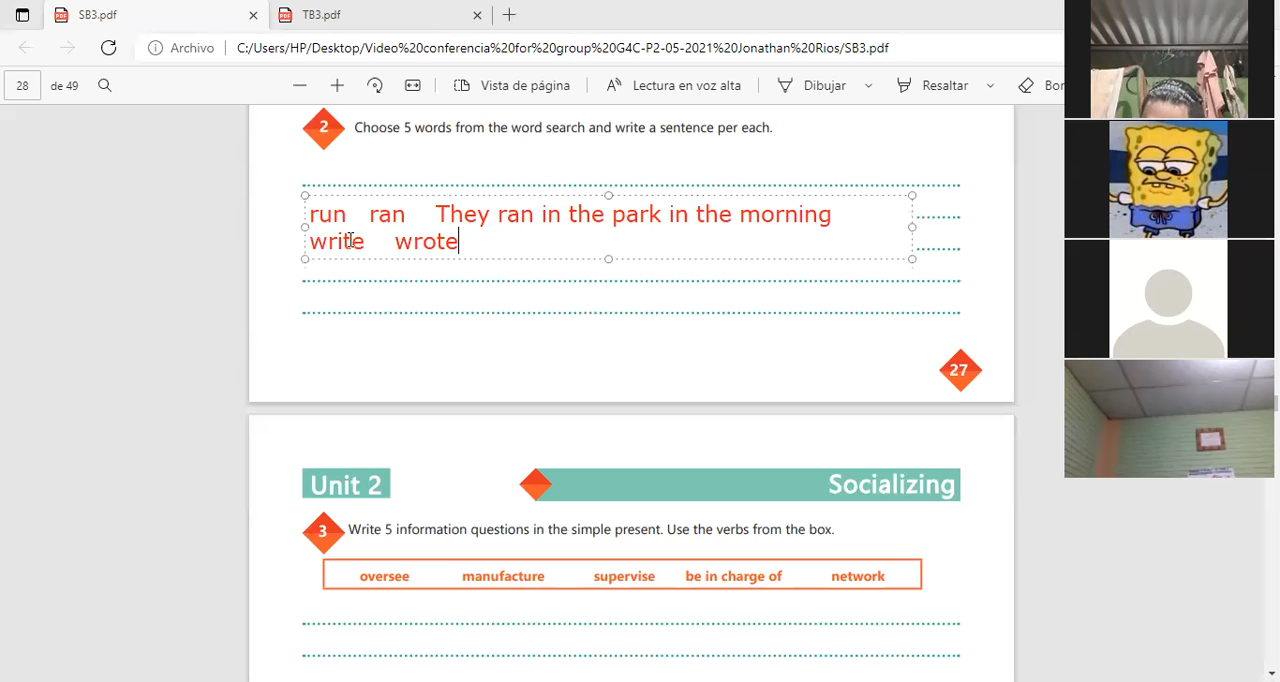 SB3.pdf
TB3.pdf
Archivo C:/Users/HP/Desktop/Video%20conferencia%20for%20group%20G4C-P2-05-2021%20Jonathan%20Rios/SB3.pdf
28 de 49 Vista de página Lectura en voz alta Dibujar Resaltar Bor
2 Choose 5 words from the word search and write a sentence per each.
run ran They ran in the park in the morning
write wrote
27
Unit 2 Socializing
3 Write 5 information questions in the simple present. Use the verbs from the box.
oversee manufacture supervise be in charge of network